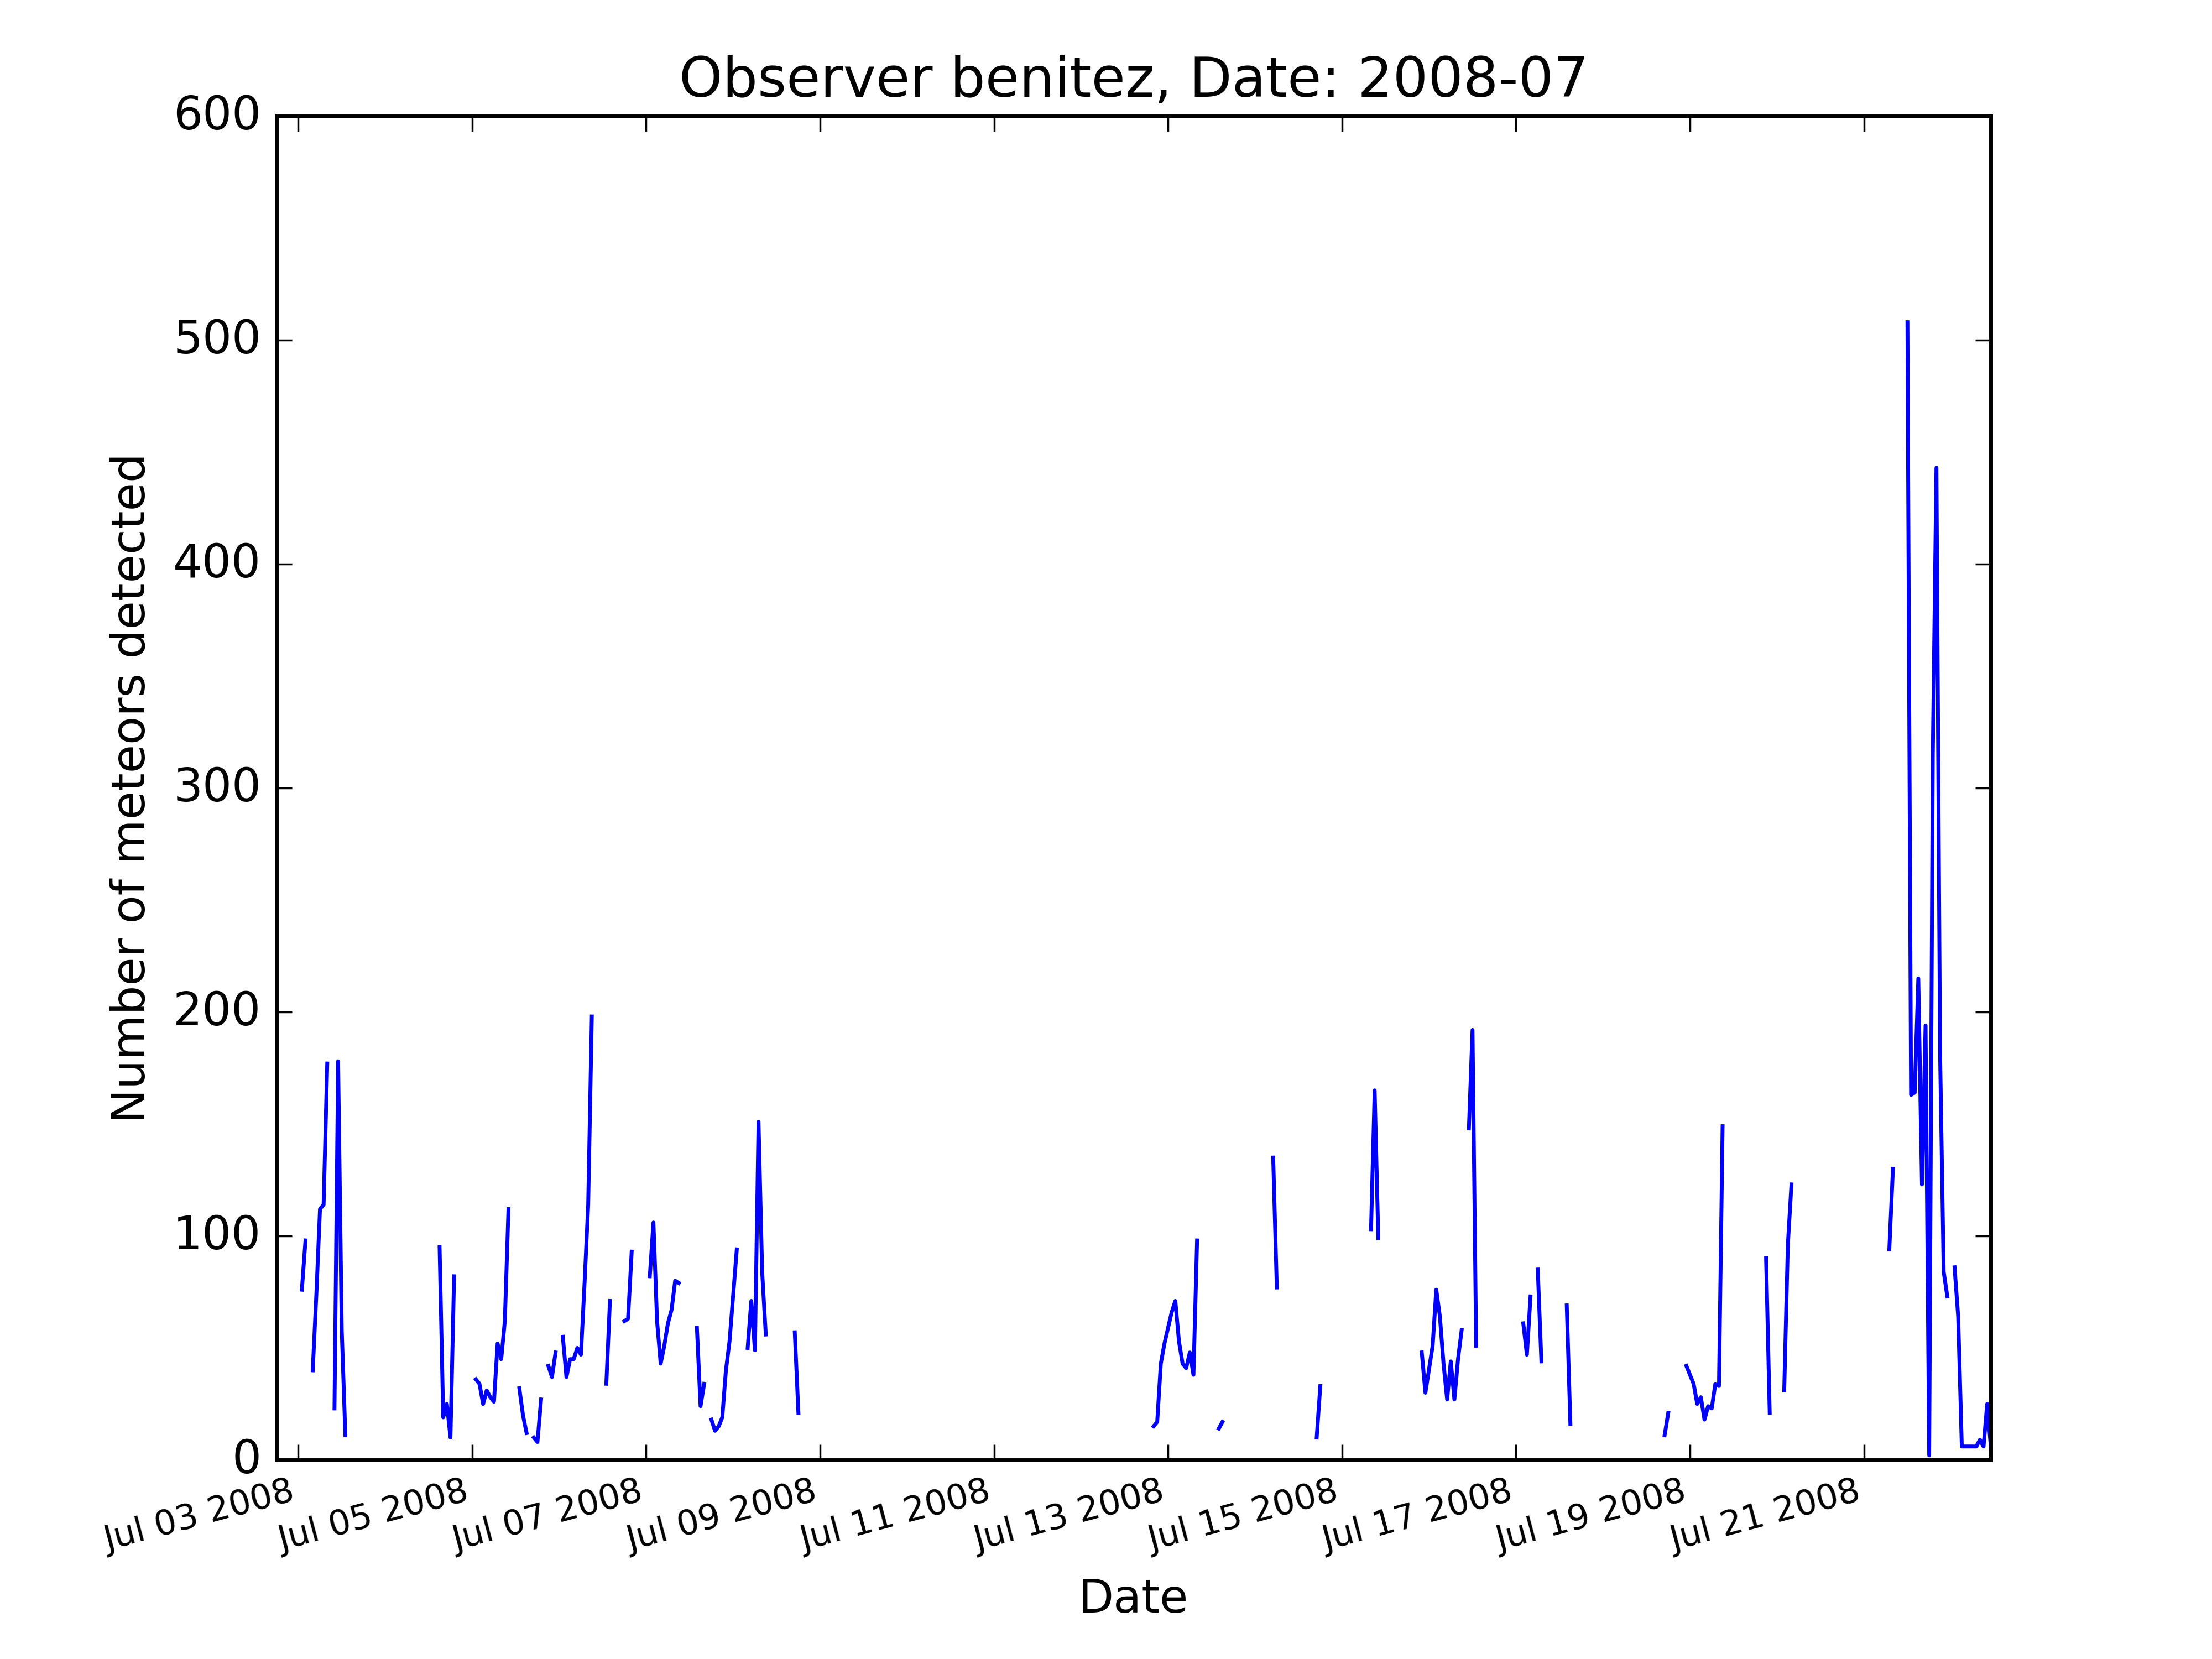 Observer benitez, Date: 2008-07
600
500
400
300
200
100
0
Number of meteors detected
Jul 03 2008
Jul 05 2008
Jul 07 2008
Jul 09 2008
Jul 11 2008
Jul 13 2008
Jul 15 2008
Jul 17 2008
Jul 19 2008
Jul 21 2008
Date